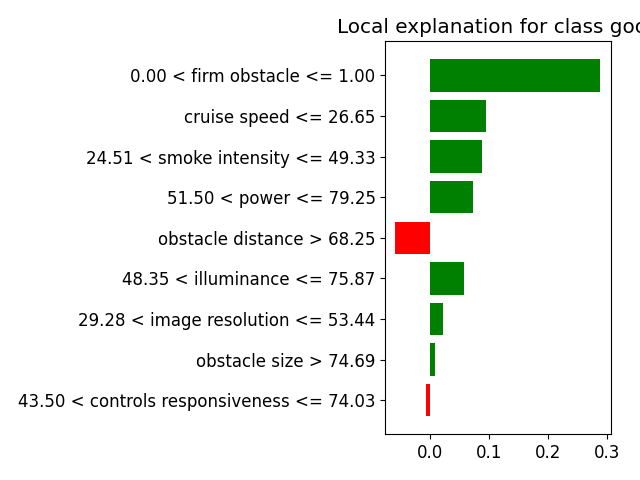 Local explanation for class goo
0.00 < firm obstacle <= 1.00
cruise speed <= 26.65
24.51 < smoke intensity <= 49.33
51.50 < power <= 79.25
obstacle distance > 68.25
48.35 < illuminance <= 75.87
29.28 < image resolution <= 53.44
obstacle size > 74.69
43.50 < controls responsiveness <= 74.03
0.0 0.1 0.2 0.3